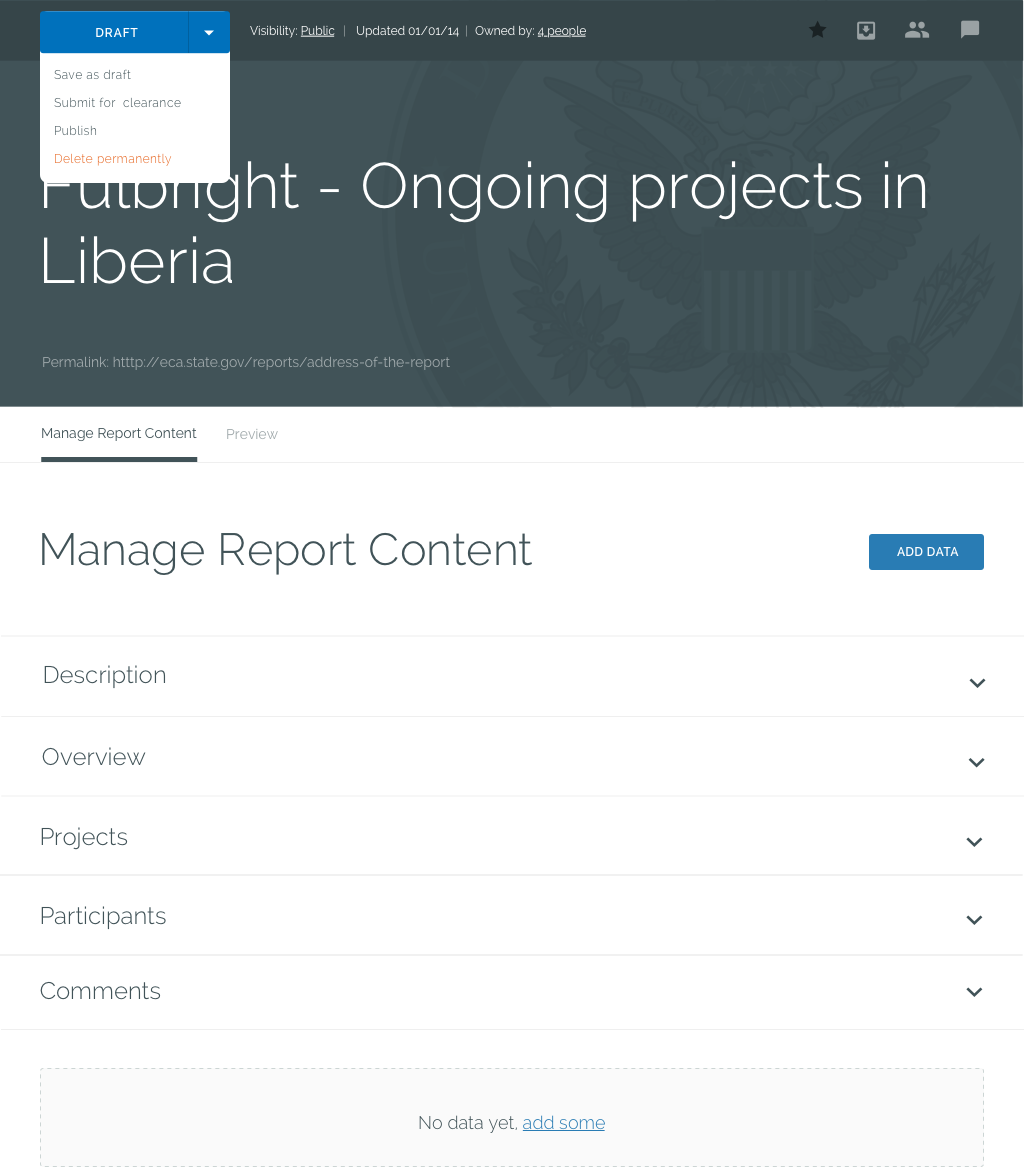 DRAFT
Visibility: Public | Updated 01/01/14 | Owned by: 4 people
Save as draft
Submit for clearance
Publish
Delete permanently
Fulbright - Ongoing projects in
Liberia
Permalink: htttp://eca.state.gov/reports/address-of-the-report
Manage Report Content
Preview
Manage Report Content
ADD DATA
Description
Overview
Projects
Participants
Comments
No data yet, add some